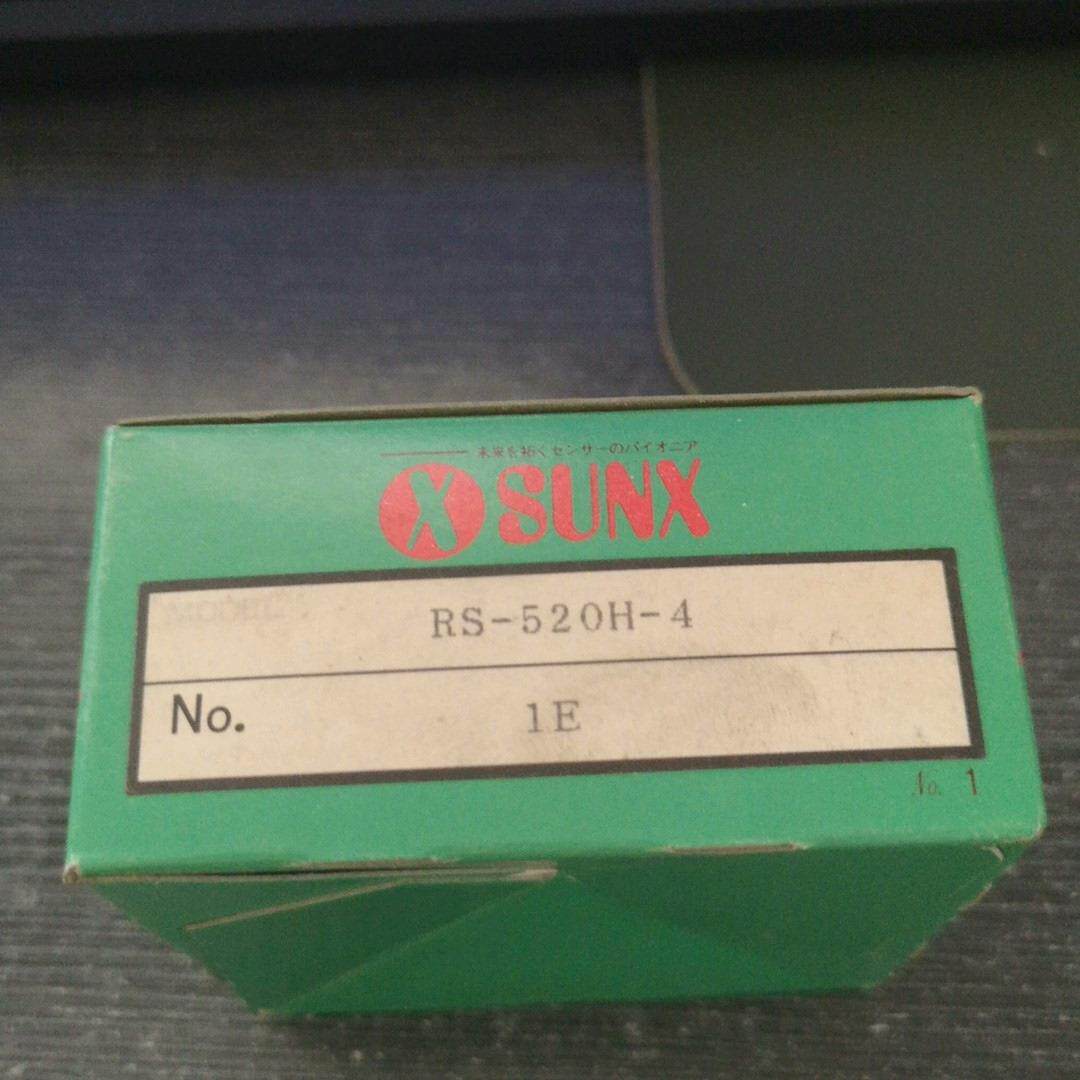 未来を拓くセンサーのパイオニア
X SUNX
MODEL RS-520H-4
No. 1E
No. 1